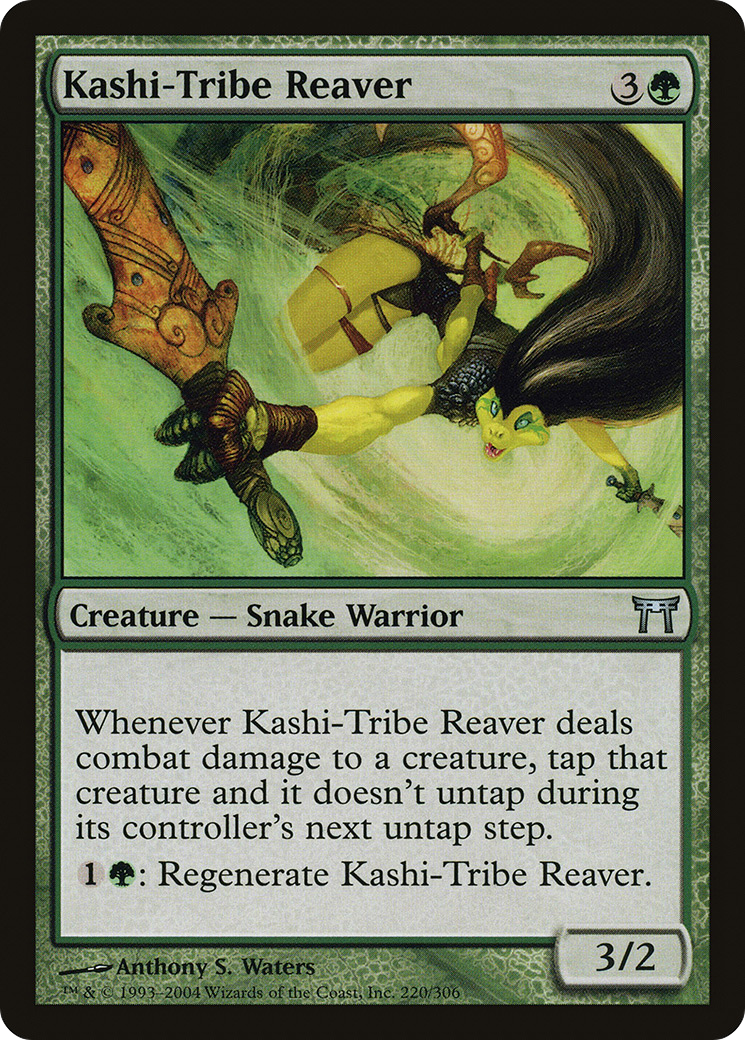 Kashi-Tribe Reaver 3
Creature — Snake Warrior
Whenever Kashi-Tribe Reaver deals
combat damage to a creature, tap that
creature and it doesn't untap during
its controller's next untap step.
1 : Regenerate Kashi-Tribe Reaver.
3/2
Anthony S. Waters
™ & © 1993–2004 Wizards of the Coast, Inc. 220/306